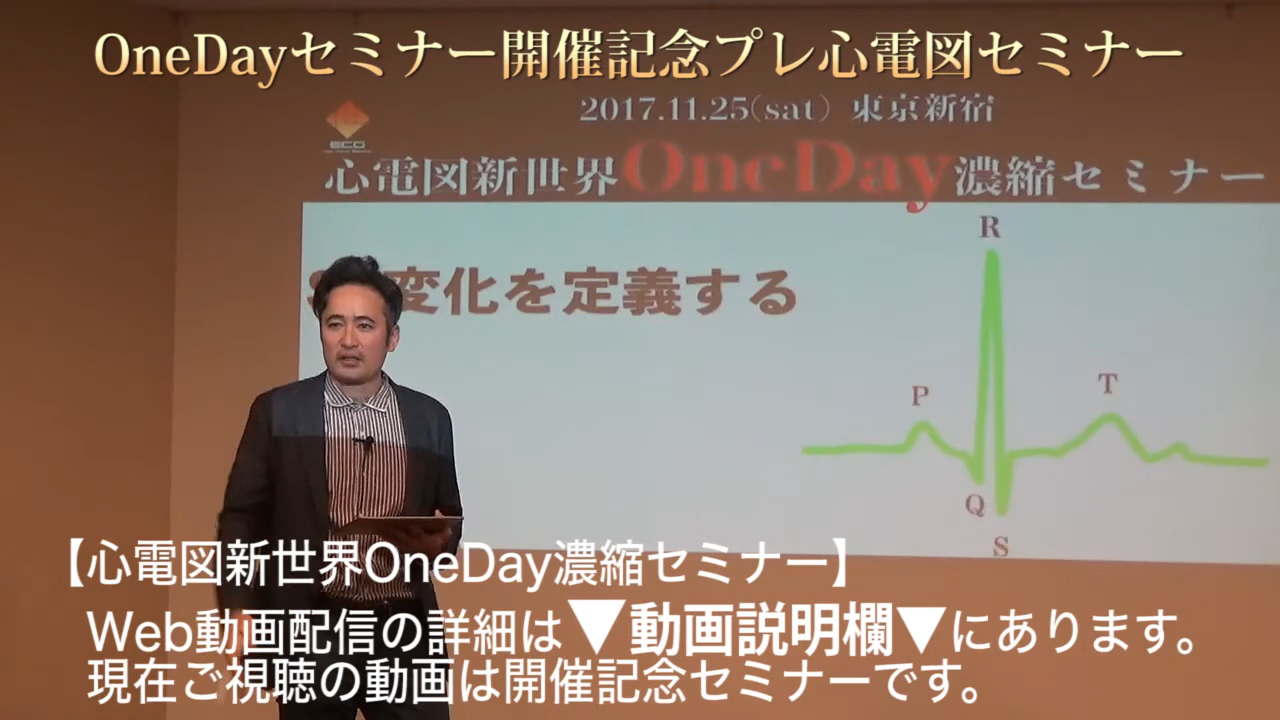 OneDayセミナー開催記念プレ心電図セミナー
2017.11.25(sat) 東京新宿
ECG
心電図新世界OneDay濃縮セミナー
変化を定義する
R
P
T
Q
S
【心電図新世界OneDay濃縮セミナー】
Web動画配信の詳細は▼動画説明欄▼にあります。
現在ご視聴の動画は開催記念セミナーです。